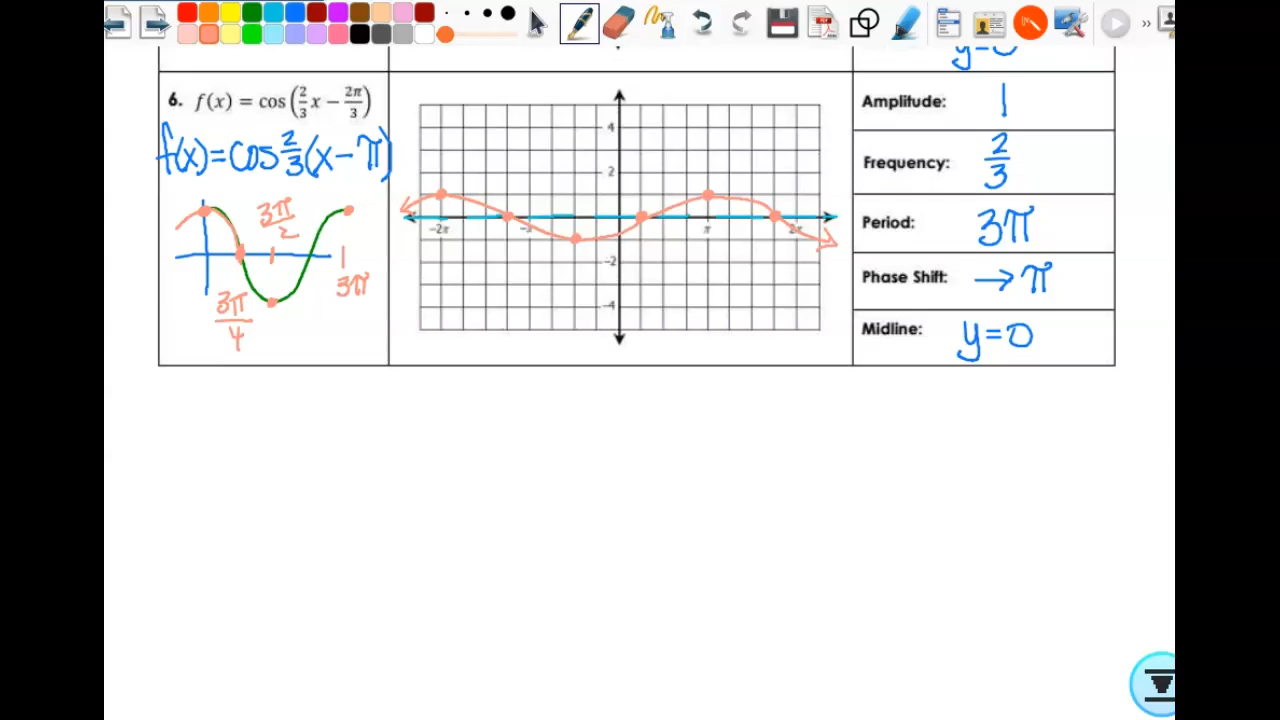 y=0
6. f(x) = cos(2/3 x − 2π/3)
f(x)=cos 2/3 (x−π)
3π/2
3π
3π/4
4
2
-2π
π
2π
-2
-4
Amplitude: 1
Frequency: 2/3
Period: 3π
Phase Shift: → π
Midline: y=0